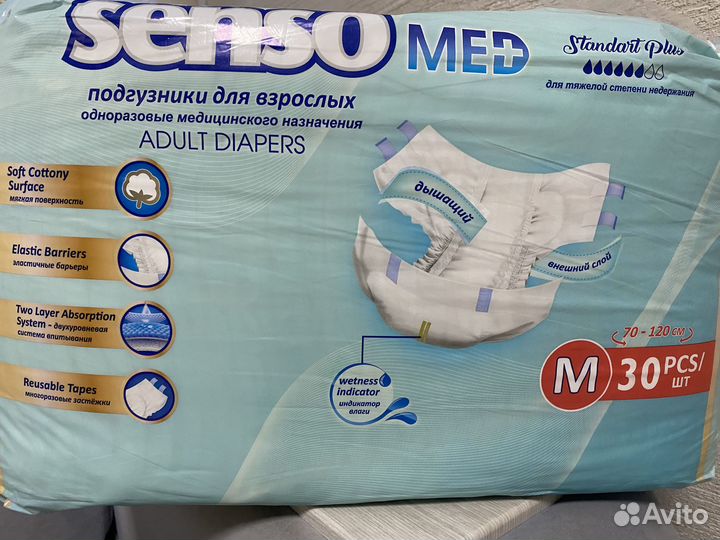 senso MED
Standart Plus
для тяжелой степени недержания
подгузники для взрослых
одноразовые медицинского назначения
ADULT DIAPERS
Soft Cottony
Surface
мягкая поверхность
Elastic Barriers
эластичные барьеры
Two Layer Absorption
System - двухуровневая
система впитывания
Reusable Tapes
многоразовые застёжки
дышащий
внешний слой
wetness
indicator
индикатор
влаги
70 - 120 см
M 30 PCS/
шт
Avito